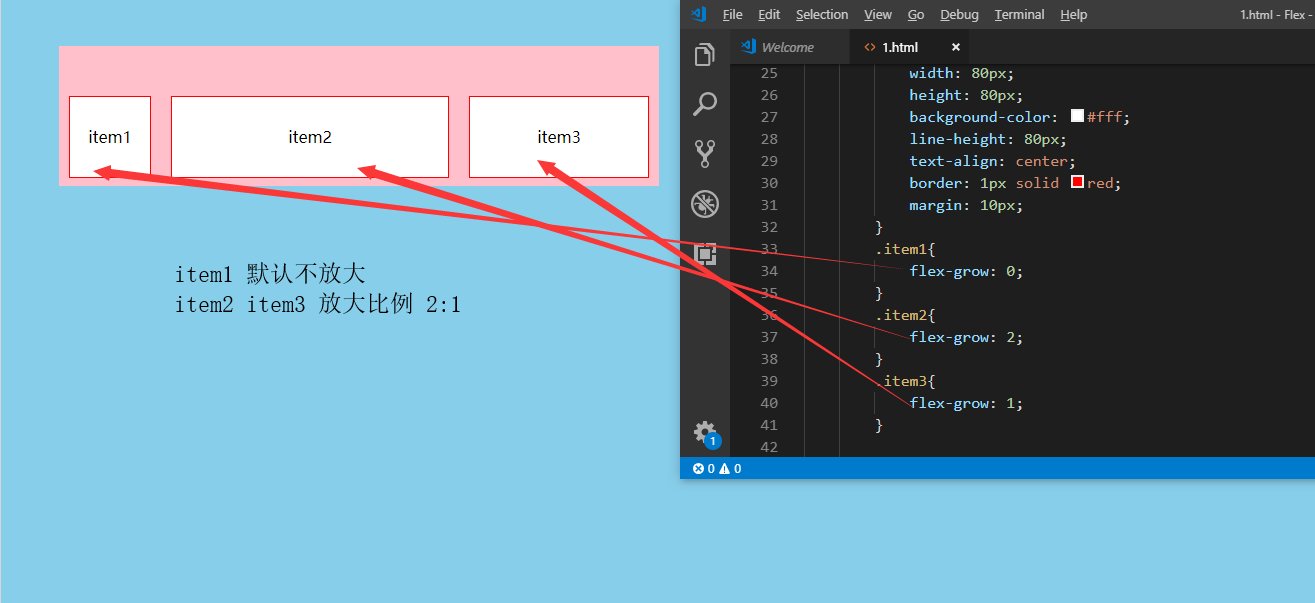 File Edit Selection View Go Debug Terminal Help 1.html - Flex -
Welcome 1.html
item1 item2 item3
item1 默认不放大
item2 item3 放大比例 2:1
25 width: 80px;
26 height: 80px;
27 background-color: #fff;
28 line-height: 80px;
29 text-align: center;
30 border: 1px solid red;
31 margin: 10px;
32 }
33 .item1{
34 flex-grow: 0;
35 }
36 .item2{
37 flex-grow: 2;
38 }
39 .item3{
40 flex-grow: 1;
41 }
42
1
0 0